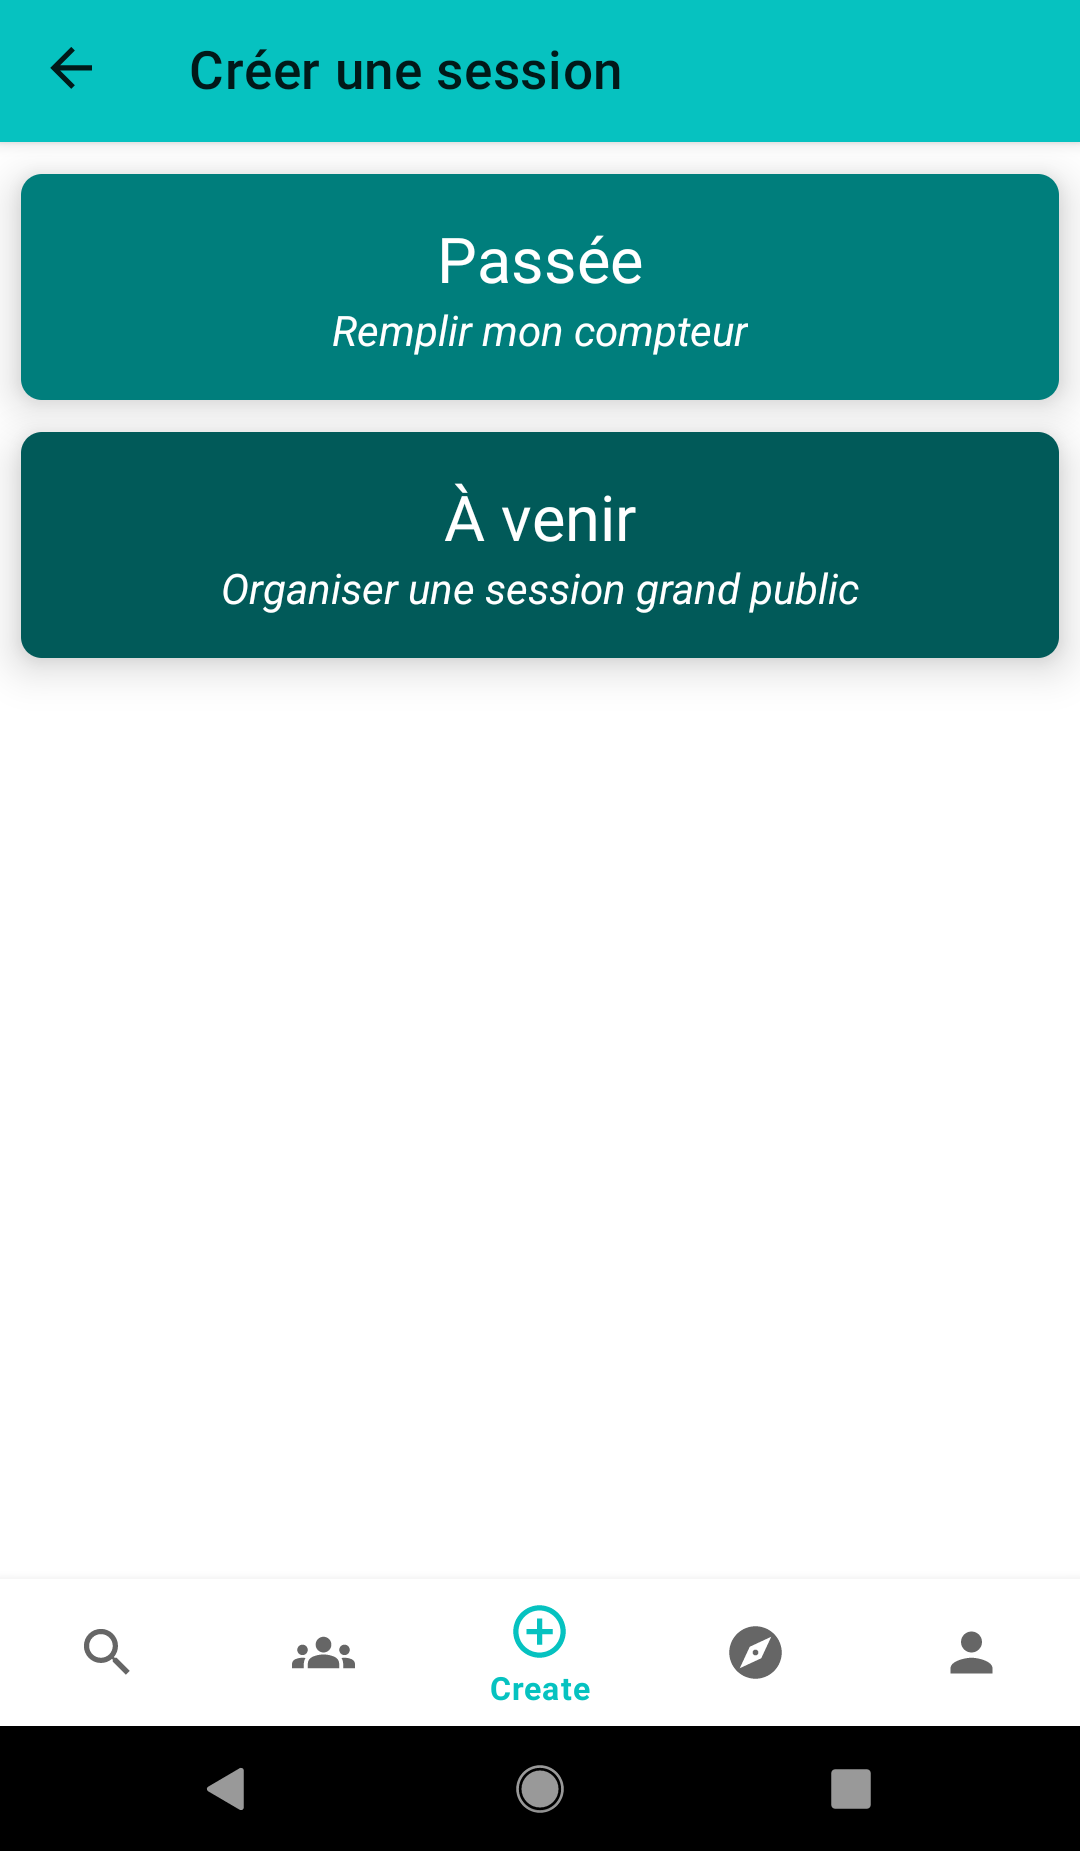 Créer une session
Passée
Remplir mon compteur
À venir
Organiser une session grand public
Create